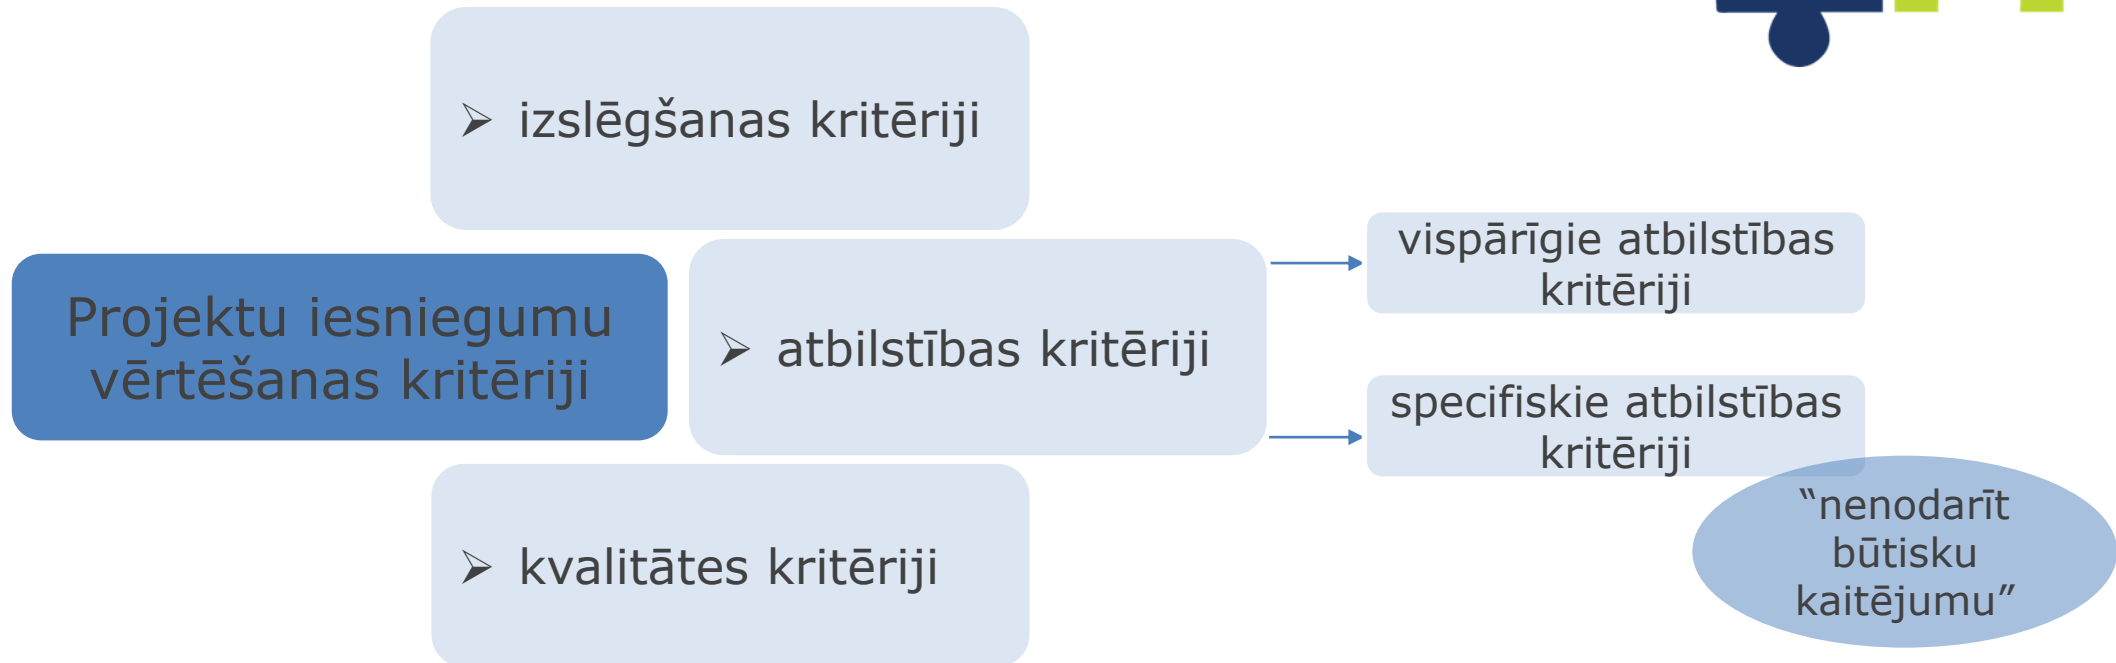 ➢ izslēgšanas kritēriji
Projektu iesniegumu
vērtēšanas kritēriji
➢ atbilstības kritēriji
vispārīgie atbilstības
kritēriji
specifiskie atbilstības
kritēriji
“nenodarīt
būtisku
kaitējumu”
➢ kvalitātes kritēriji